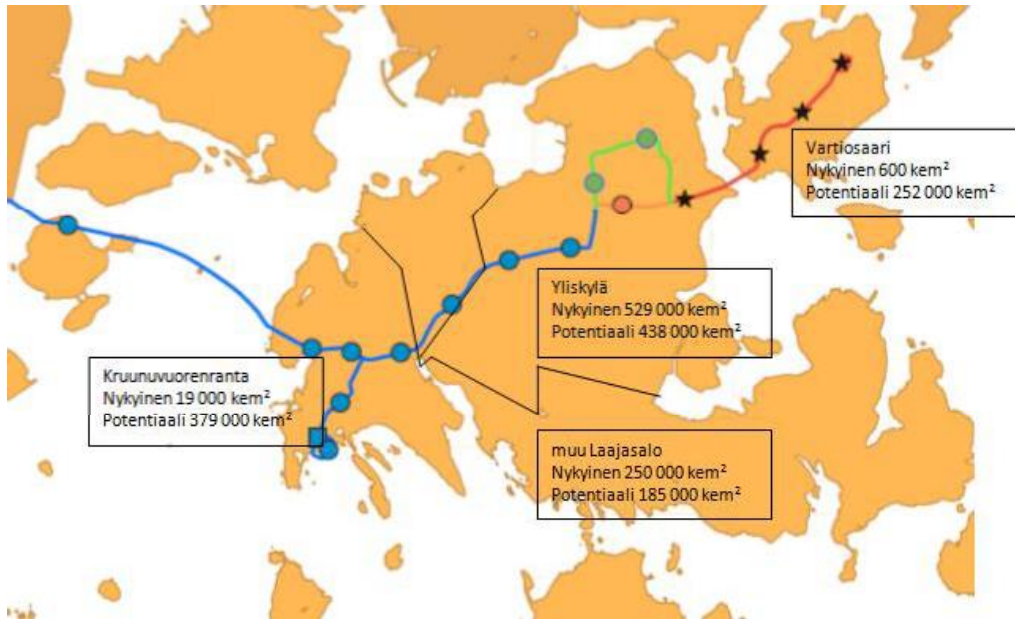 Vartiosaari
Nykyinen 600 kem²
Potentiaali 252 000 kem²
Yliskylä
Nykyinen 529 000 kem²
Potentiaali 438 000 kem²
Kruunuvuorenranta
Nykyinen 19 000 kem²
Potentiaali 379 000 kem²
muu Laajasalo
Nykyinen 250 000 kem²
Potentiaali 185 000 kem²